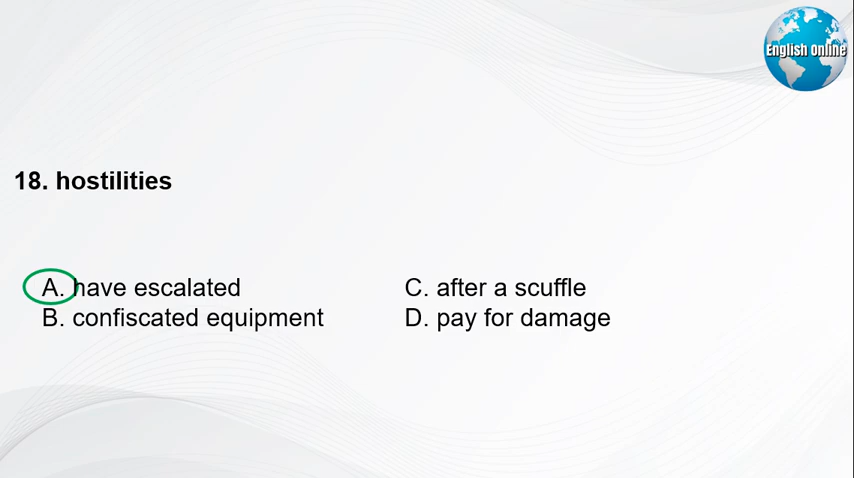 English Online
18. hostilities
A. have escalated
B. confiscated equipment
C. after a scuffle
D. pay for damage